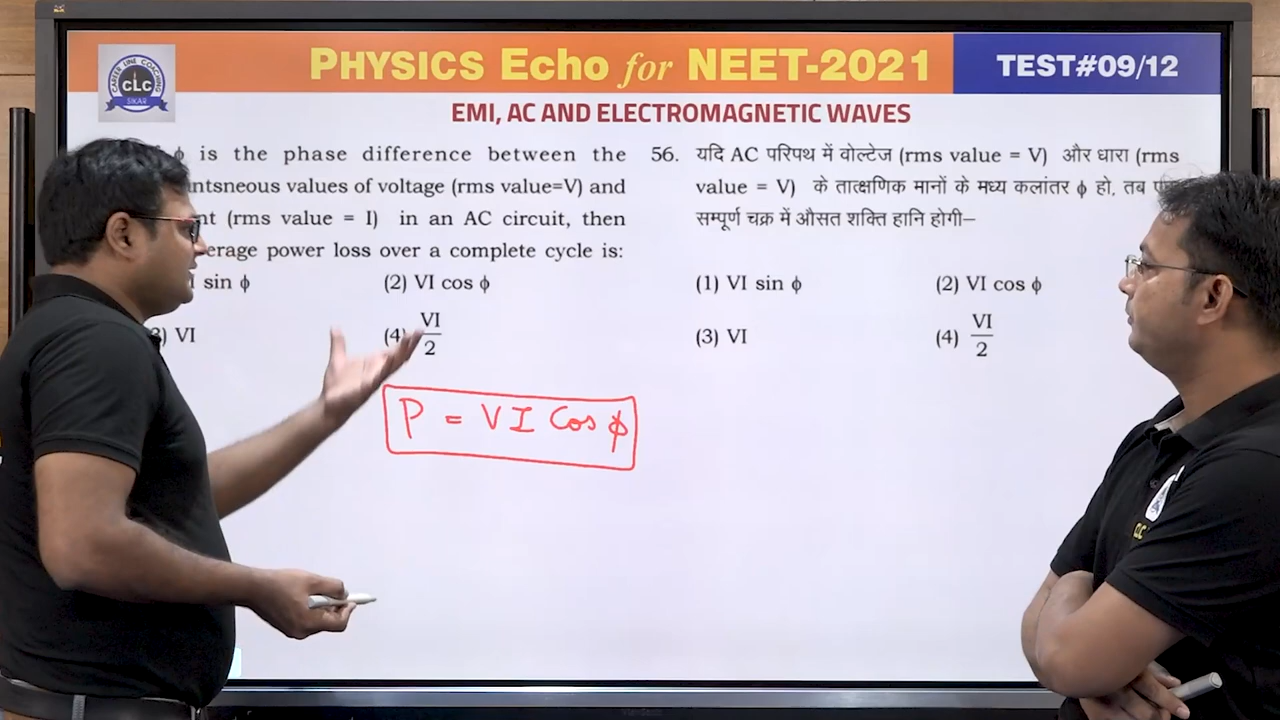 PHYSICS Echo for NEET-2021
TEST#09/12
CAREER LINE COACHING
CLC
SIKAR
EMI, AC AND ELECTROMAGNETIC WAVES
ϕ is the phase difference between the
ntsneous values of voltage (rms value=V) and
nt (rms value = I) in an AC circuit, then
erage power loss over a complete cycle is:
sin ϕ
(2) VI cos ϕ
3) VI
(4) VI/2
P = VI Cos ϕ
56. यदि AC परिपथ में वोल्टेज (rms value = V) और धारा (rms
value = V) के तात्क्षणिक मानों के मध्य कलांतर ϕ हो, तब
सम्पूर्ण चक्र में औसत शक्ति हानि होगी–
(1) VI sin ϕ
(2) VI cos ϕ
(3) VI
(4) VI/2